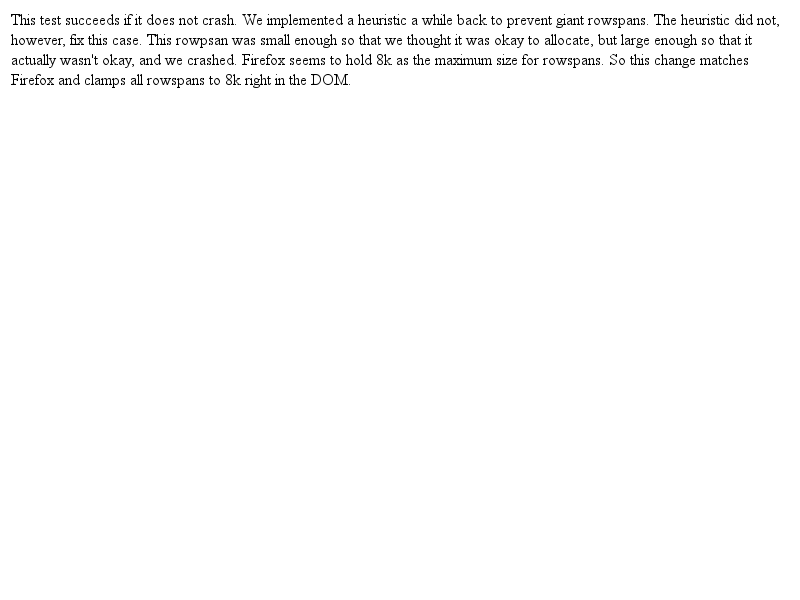 This test succeeds if it does not crash. We implemented a heuristic a while back to prevent giant rowspans. The heuristic did not,
however, fix this case. This rowpsan was small enough so that we thought it was okay to allocate, but large enough so that it
actually wasn't okay, and we crashed. Firefox seems to hold 8k as the maximum size for rowspans. So this change matches
Firefox and clamps all rowspans to 8k right in the DOM.